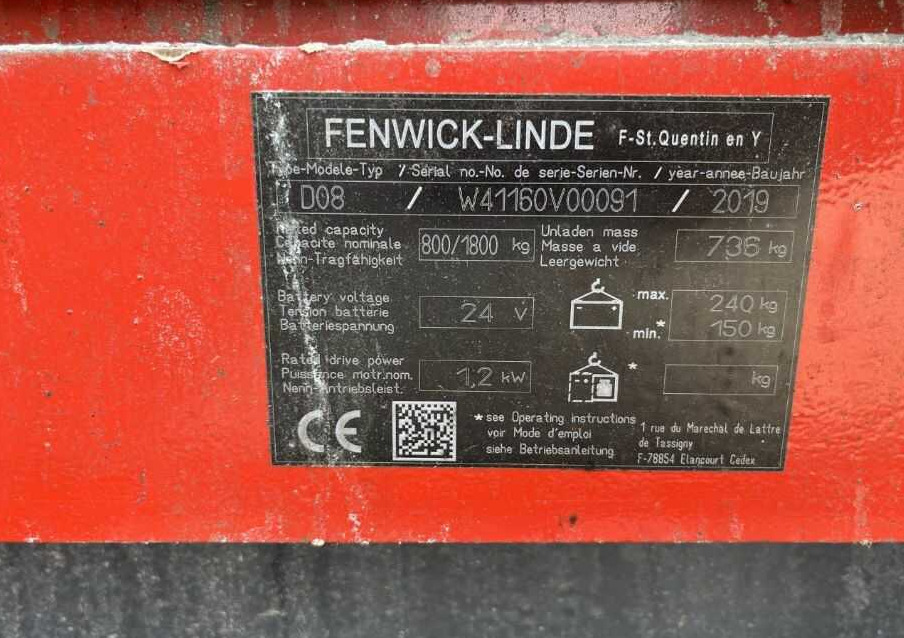 FENWICK-LINDE F-St.Quentin en Y
Type-Modele-Typ / Serial no.-No. de serie-Serien-Nr. / year-annee-Baujahr
D08 / W41160V00091 / 2019
Rated capacity
Capacite nominale
Nenn-Tragfähigkeit
800/1800 kg
Unladen mass
Masse a vide
Leergewicht
736 kg
Battery voltage
Tension batterie
Batteriespannung
24 V
max. 240 kg
min.* 150 kg
Rated drive power
Puissance motr.nom.
Nenn-Antriebsleist.
1,2 kW
*
kg
CE
*see Operating instructions
voir Mode d'emploi
siehe Betriebsanleitung
1 rue du Marechal de Lattre
de Tassigny
F-78854 Elancourt Cedex